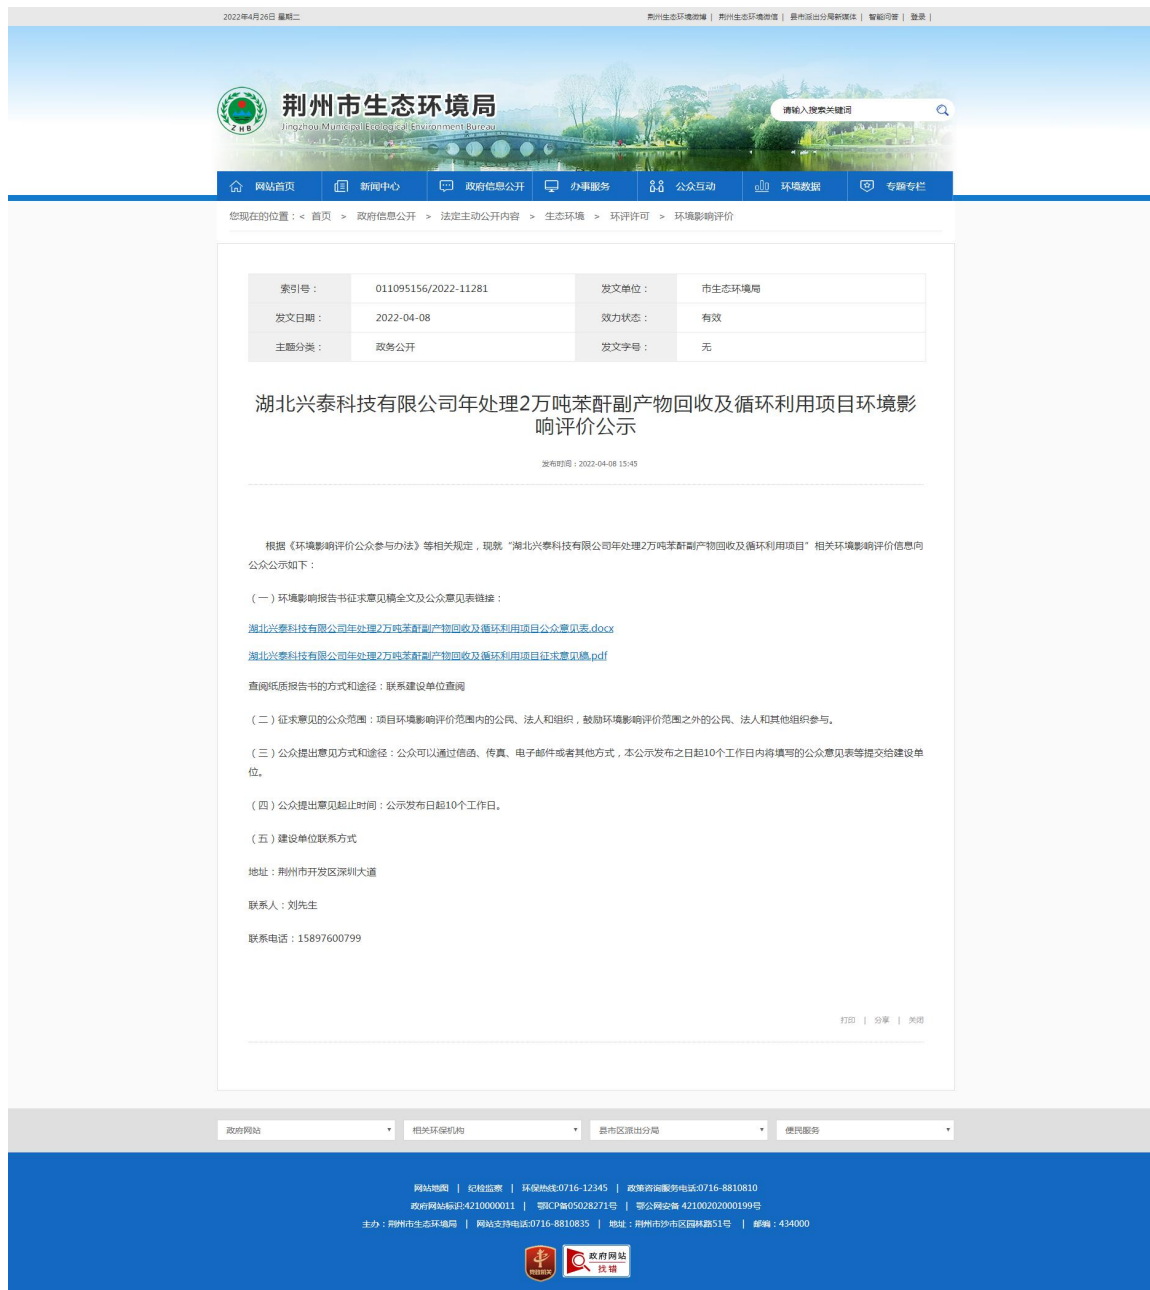 2022年4月26日 星期二
荆州生态环境微博 | 荆州生态环境微信 | 县市派出分局新媒体 | 智能问答 | 登录 |
荆州市生态环境局
Jingzhou Municipal Ecological Environment Bureau
ZHB
请输入搜索关键词
网站首页 新闻中心 政府信息公开 办事服务 公众互动 环境数据 专题专栏
您现在的位置：< 首页 > 政府信息公开 > 法定主动公开内容 > 生态环境 > 环评许可 > 环境影响评价
索引号： 011095156/2022-11281 发文单位： 市生态环境局
发文日期： 2022-04-08 效力状态： 有效
主题分类： 政务公开 发文字号： 无
湖北兴泰科技有限公司年处理2万吨苯酐副产物回收及循环利用项目环境影
响评价公示
发布时间：2022-04-08 15:45
根据《环境影响评价公众参与办法》等相关规定，现就“湖北兴泰科技有限公司年处理2万吨苯酐副产物回收及循环利用项目”相关环境影响评价信息向
公众公示如下：
（一）环境影响报告书征求意见稿全文及公众意见表链接：
湖北兴泰科技有限公司年处理2万吨苯酐副产物回收及循环利用项目公众意见表.docx
湖北兴泰科技有限公司年处理2万吨苯酐副产物回收及循环利用项目征求意见稿.pdf
查阅纸质报告书的方式和途径：联系建设单位查阅
（二）征求意见的公众范围：项目环境影响评价范围内的公民、法人和组织，鼓励环境影响评价范围之外的公民、法人和其他组织参与。
（三）公众提出意见方式和途径：公众可以通过信函、传真、电子邮件或者其他方式，本公示发布之日起10个工作日内将填写的公众意见表等提交给建设单
位。
（四）公众提出意见起止时间：公示发布日起10个工作日。
（五）建设单位联系方式
地址：荆州市开发区深圳大道
联系人：刘先生
联系电话：15897600799
打印 | 分享 | 关闭
政府网站 相关环保机构 县市区派出分局 便民服务
网站地图 | 纪检监察 | 环保热线:0716-12345 | 政策咨询服务电话:0716-8810810
政府网站标识:4210000011 | 鄂ICP备05028271号 | 鄂公网安备 42100202000199号
主办：荆州市生态环境局 | 网站支持电话:0716-8810835 | 地址：荆州市沙市区园林路51号 | 邮编：434000
党政机关 政府网站
找错